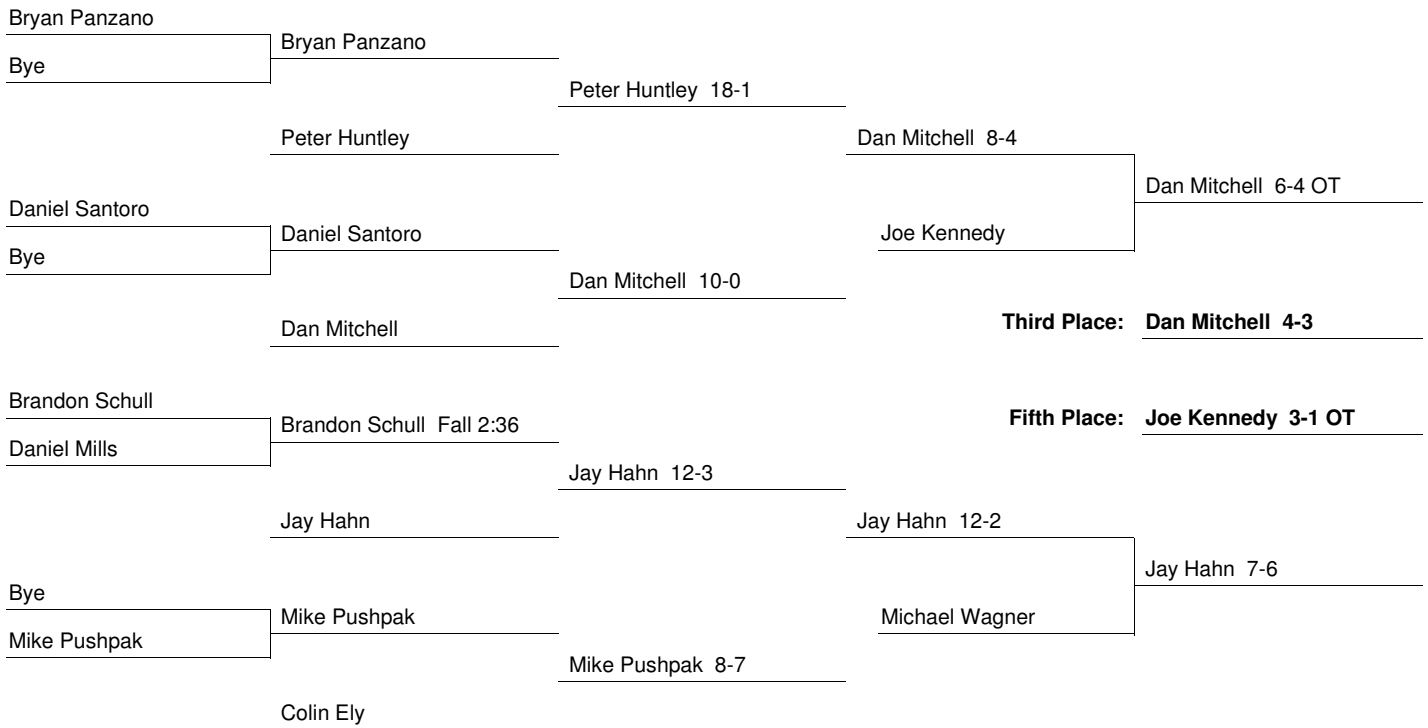 Bryan Panzano
Bryan Panzano
Bye
Peter Huntley 18-1
Peter Huntley
Dan Mitchell 8-4
Dan Mitchell 6-4 OT
Daniel Santoro
Daniel Santoro
Joe Kennedy
Bye
Dan Mitchell 10-0
Dan Mitchell
Third Place: Dan Mitchell 4-3
Brandon Schull
Brandon Schull Fall 2:36
Fifth Place: Joe Kennedy 3-1 OT
Daniel Mills
Jay Hahn 12-3
Jay Hahn
Jay Hahn 12-2
Jay Hahn 7-6
Bye
Mike Pushpak
Michael Wagner
Mike Pushpak
Mike Pushpak 8-7
Colin Ely